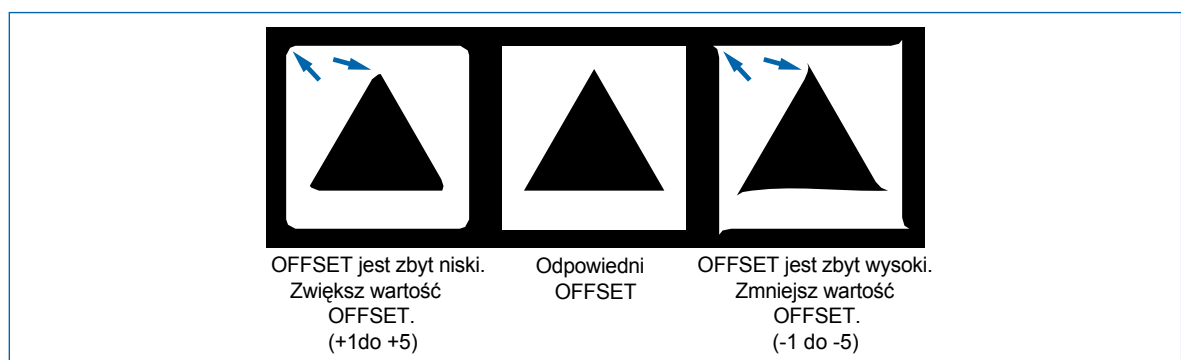 OFFSET jest zbyt niski.
Zwiększ wartość
OFFSET.
(+1do +5)
Odpowiedni
OFFSET
OFFSET jest zbyt wysoki.
Zmniejsz wartość
OFFSET.
(-1 do -5)